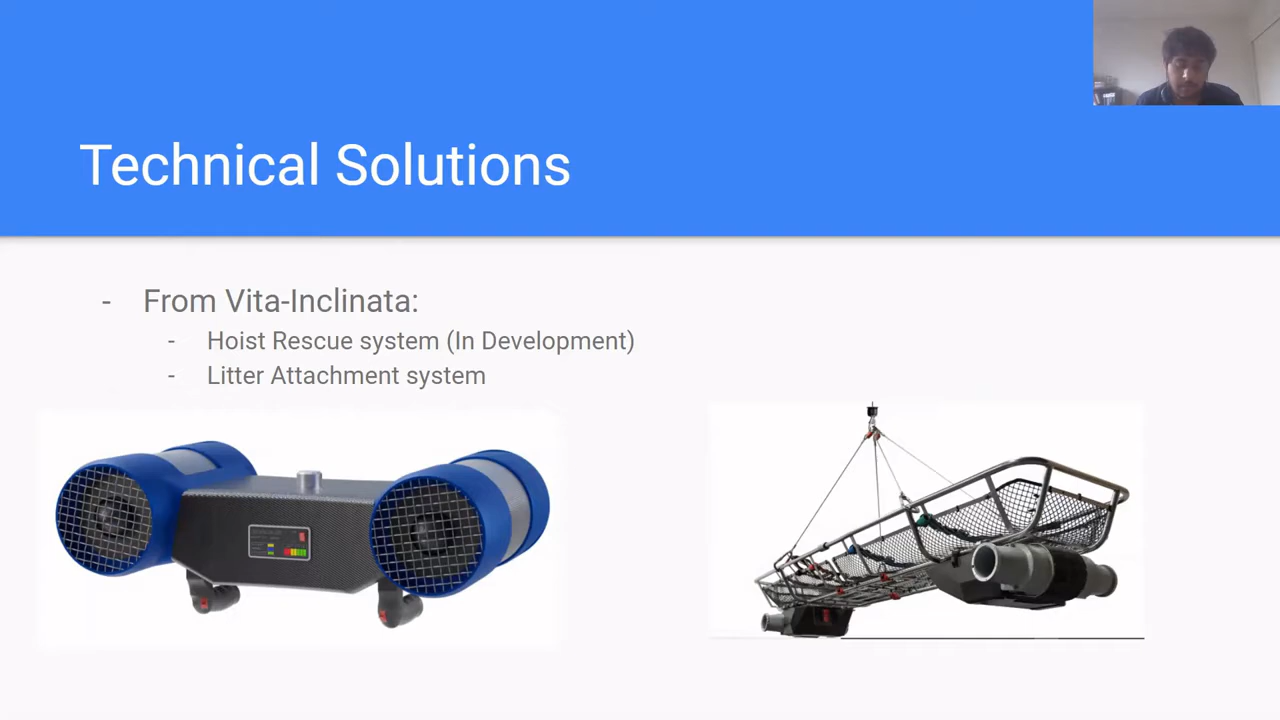 Technical Solutions
- From Vita-Inclinata:
- Hoist Rescue system (In Development)
- Litter Attachment system